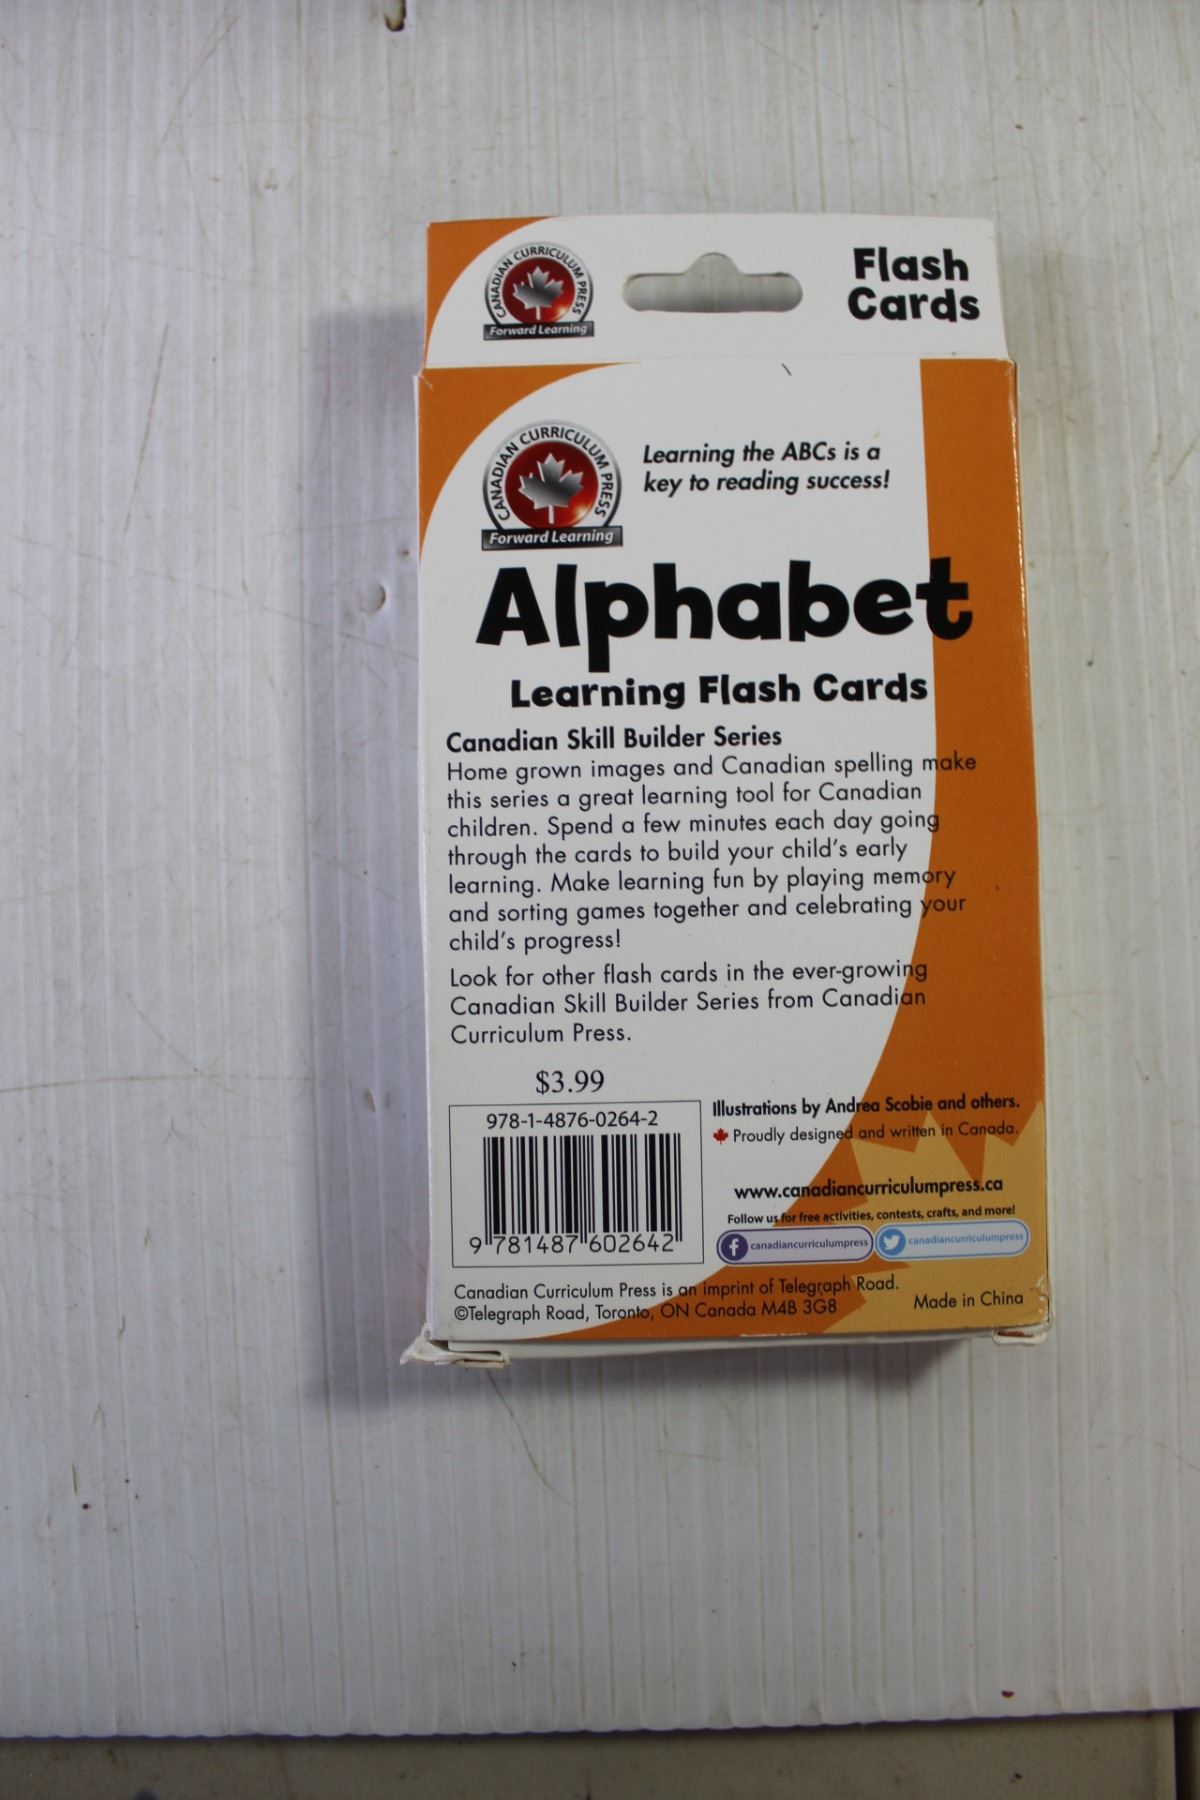 CANADIAN CURRICULUM PRESS
Forward Learning
Flash
Cards
CANADIAN CURRICULUM PRESS
Forward Learning
Learning the ABCs is a
key to reading success!
Alphabet
Learning Flash Cards
Canadian Skill Builder Series
Home grown images and Canadian spelling make
this series a great learning tool for Canadian
children. Spend a few minutes each day going
through the cards to build your child's early
learning. Make learning fun by playing memory
and sorting games together and celebrating your
child's progress!
Look for other flash cards in the ever-growing
Canadian Skill Builder Series from Canadian
Curriculum Press.
$3.99
978-1-4876-0264-2
9 781487 602642
Illustrations by Andrea Scobie and others.
Proudly designed and written in Canada.
www.canadiancurriculumpress.ca
Follow us for free activities, contests, crafts, and more!
canadiancurriculumpress
canadiancurriculumpress
Canadian Curriculum Press is an imprint of Telegraph Road.
©Telegraph Road, Toronto, ON Canada M4B 3G8
Made in China